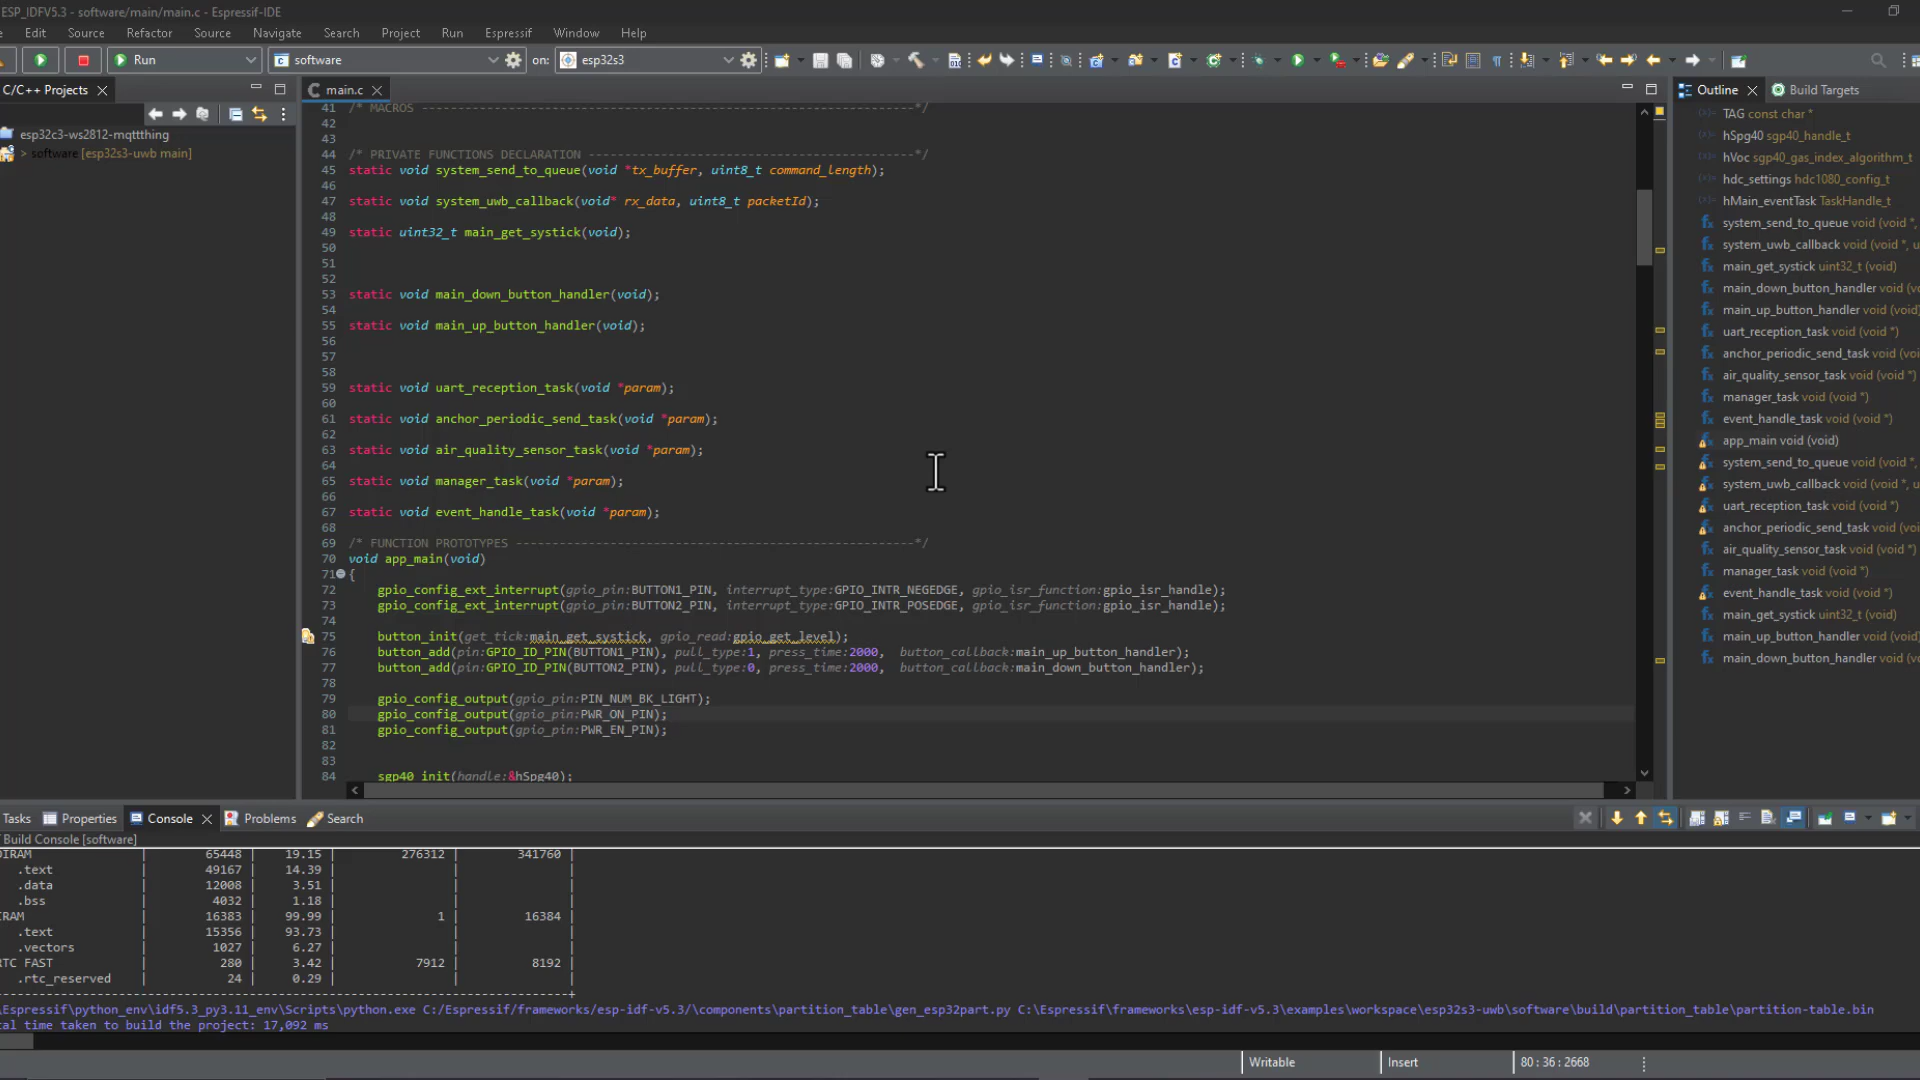 ESP_IDFV5.3 - software/main/main.c - Espressif-IDE
Edit Source Refactor Source Navigate Search Project Run Espressif Window Help
Run software on: esp32s3
C/C++ Projects
esp32c3-ws2812-mqttthing
> software [esp32s3-uwb main]
main.c
41 /* MACROS --------------------------------------------------------------------*/
42
43
44 /* PRIVATE FUNCTIONS DECLARATION ---------------------------------------------*/
45 static void system_send_to_queue(void *tx_buffer, uint8_t command_length);
46
47 static void system_uwb_callback(void* rx_data, uint8_t packetId);
48
49 static uint32_t main_get_systick(void);
50
51
52
53 static void main_down_button_handler(void);
54
55 static void main_up_button_handler(void);
56
57
58
59 static void uart_reception_task(void *param);
60
61 static void anchor_periodic_send_task(void *param);
62
63 static void air_quality_sensor_task(void *param);
64
65 static void manager_task(void *param);
66
67 static void event_handle_task(void *param);
68
69 /* FUNCTION PROTOTYPES -------------------------------------------------------*/
70 void app_main(void)
71 {
72 gpio_config_ext_interrupt(gpio_pin:BUTTON1_PIN, interrupt_type:GPIO_INTR_NEGEDGE, gpio_isr_function:gpio_isr_handle);
73 gpio_config_ext_interrupt(gpio_pin:BUTTON2_PIN, interrupt_type:GPIO_INTR_POSEDGE, gpio_isr_function:gpio_isr_handle);
74
75 button_init(get_tick:main_get_systick, gpio_read:gpio_get_level);
76 button_add(pin:GPIO_ID_PIN(BUTTON1_PIN), pull_type:1, press_time:2000, button_callback:main_up_button_handler);
77 button_add(pin:GPIO_ID_PIN(BUTTON2_PIN), pull_type:0, press_time:2000, button_callback:main_down_button_handler);
78
79 gpio_config_output(gpio_pin:PIN_NUM_BK_LIGHT);
80 gpio_config_output(gpio_pin:PWR_ON_PIN);
81 gpio_config_output(gpio_pin:PWR_EN_PIN);
82
83
84 sgp40_init(handle:&hSpg40);
Outline Build Targets
TAG const char *
hSpg40 sgp40_handle_t
hVoc sgp40_gas_index_algorithm_t
hdc_settings hdc1080_config_t
hMain_eventTask TaskHandle_t
system_send_to_queue void (void *,
system_uwb_callback void (void *, u
main_get_systick uint32_t (void)
main_down_button_handler void (v
main_up_button_handler void (void)
uart_reception_task void (void *)
anchor_periodic_send_task void (voi
air_quality_sensor_task void (void *)
manager_task void (void *)
event_handle_task void (void *)
app_main void (void)
system_send_to_queue void (void *,
system_uwb_callback void (void *, u
uart_reception_task void (void *)
anchor_periodic_send_task void (void
air_quality_sensor_task void (void *)
manager_task void (void *)
event_handle_task void (void *)
main_get_systick uint32_t (void)
main_up_button_handler void (void)
main_down_button_handler void (vo
Tasks Properties Console Problems Search
Build Console [software]
DIRAM | 65448 | 19.15 | 276312 | 341760 |
.text | 49167 | 14.39 | | |
.data | 12008 | 3.51 | | |
.bss | 4032 | 1.18 | | |
IRAM | 16383 | 99.99 | 1 | 16384 |
.text | 15356 | 93.73 | | |
.vectors | 1027 | 6.27 | | |
RTC FAST | 280 | 3.42 | 7912 | 8192 |
.rtc_reserved | 24 | 0.29 | | |
\Espressif\python_env\idf5.3_py3.11_env\Scripts\python.exe C:/Espressif/frameworks/esp-idf-v5.3/\components\partition_table\gen_esp32part.py C:\Espressif\frameworks\esp-idf-v5.3\examples\workspace\esp32s3-uwb\software\build\partition_table\partition-table.bin
tal time taken to build the project: 17,092 ms
Writable Insert 80 : 36 : 2668